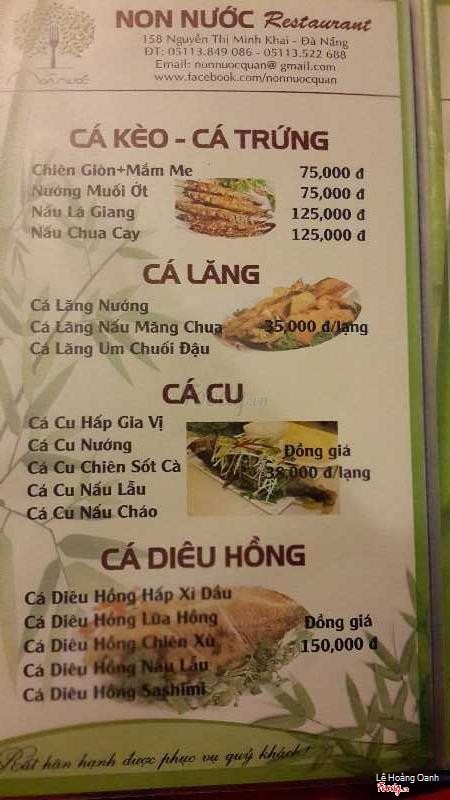 NON NƯỚC Restaurant
158 Nguyễn Thị Minh Khai - Đà Nẵng
ĐT: 05113.849 086 - 05113.522 688
Email: nonnuocquan@ gmail.com
www.facebook.com/nonnuocquan
Non nước
CÁ KÈO - CÁ TRỨNG
Chiên Giòn+Mắm Me 75,000 đ
Nướng Muối Ớt 75,000 đ
Nấu Lá Giang 125,000 đ
Nấu Chua Cay 125,000 đ
CÁ LĂNG
Cá Lăng Nướng
Cá Lăng Nấu Măng Chua 35,000 đ/lạng
Cá Lăng Um Chuối Đậu
CÁ CU
Cá Cu Hấp Gia Vị
Cá Cu Nướng Đồng giá
Cá Cu Chiên Sốt Cà 38,000 đ/lạng
Cá Cu Nấu Lẩu
Cá Cu Nấu Cháo
CÁ DIÊU HỒNG
Cá Diêu Hồng Hấp Xì Dầu
Cá Diêu Hồng Lửa Hồng Đồng giá
Cá Diêu Hồng Chiên Xù 150,000 đ
Cá Diêu Hồng Nấu Lẩu
Cá Diêu Hồng Sashimi
Rất hân hạnh được phục vụ quý khách!
Lê Hoàng Oanh
Foody.vn